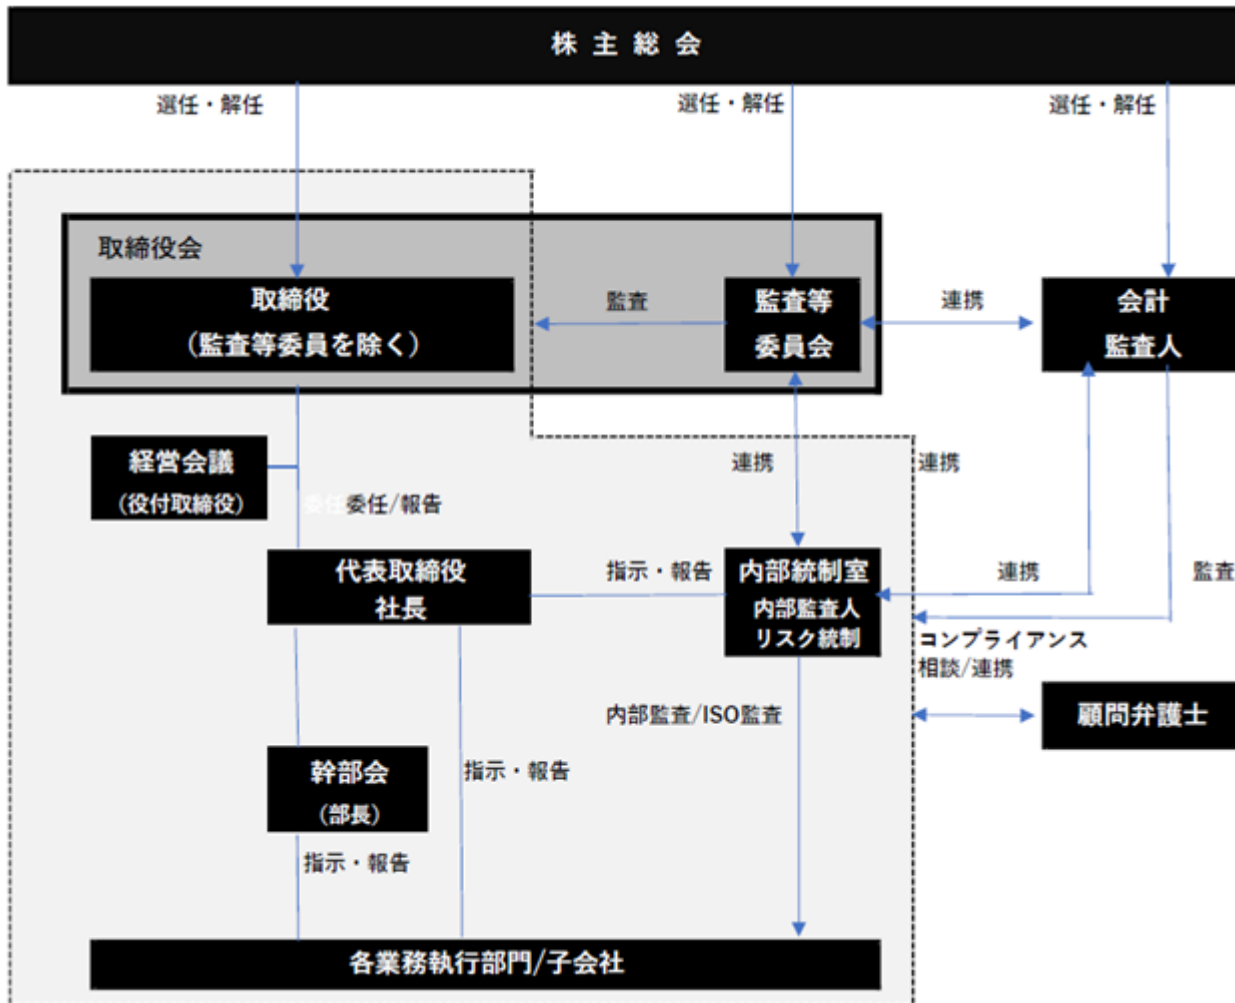 株 主 総 会
選任・解任
選任・解任
選任・解任
取締役会
取締役
（監査等委員を除く）
監査
監査等
委員会
連携
会計
監査人
経営会議
（役付取締役）
委任委任/報告
連携
連携
代表取締役
社長
指示・報告
内部統制室
内部監査人
リスク統制
連携
監査
コンプライアンス
相談/連携
内部監査/ISO監査
顧問弁護士
幹部会
（部長）
指示・報告
指示・報告
各業務執行部門/子会社